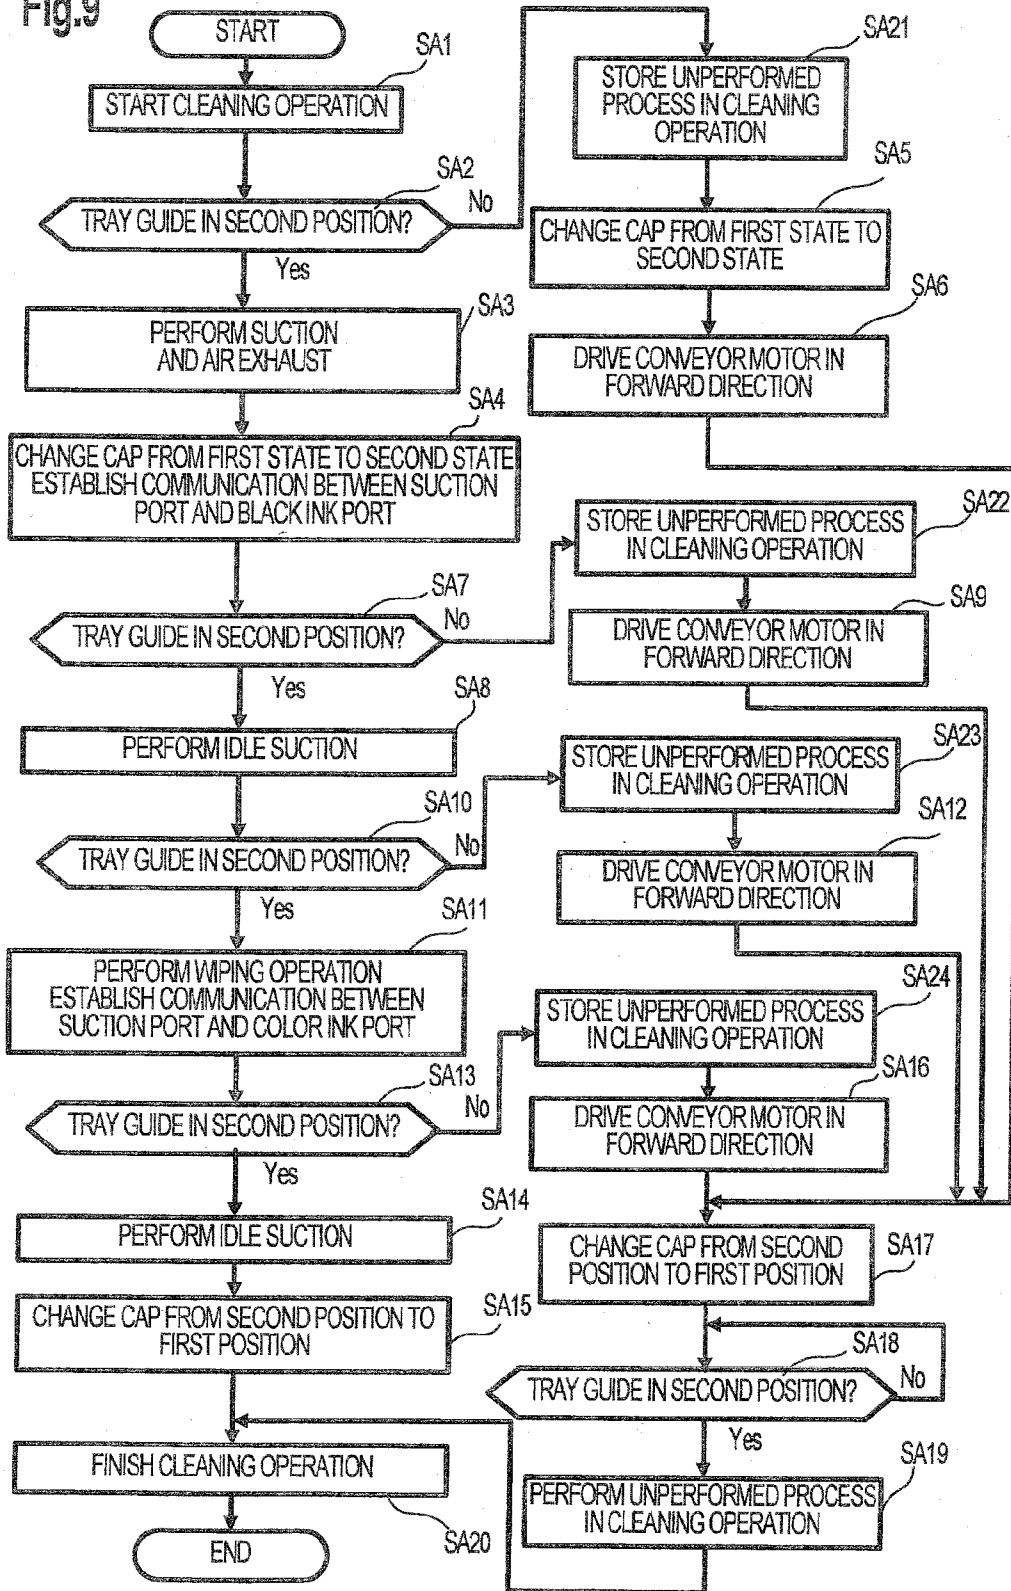 Fig.9
START
SA1
START CLEANING OPERATION
SA2
TRAY GUIDE IN SECOND POSITION?
No
Yes
SA3
PERFORM SUCTION
AND AIR EXHAUST
SA4
CHANGE CAP FROM FIRST STATE TO SECOND STATE
ESTABLISH COMMUNICATION BETWEEN SUCTION
PORT AND BLACK INK PORT
SA7
TRAY GUIDE IN SECOND POSITION?
No
Yes
SA8
PERFORM IDLE SUCTION
SA10
TRAY GUIDE IN SECOND POSITION?
No
Yes
SA11
PERFORM WIPING OPERATION
ESTABLISH COMMUNICATION BETWEEN
SUCTION PORT AND COLOR INK PORT
SA13
TRAY GUIDE IN SECOND POSITION?
No
Yes
SA14
PERFORM IDLE SUCTION
SA15
CHANGE CAP FROM SECOND POSITION TO
FIRST POSITION
FINISH CLEANING OPERATION
SA20
END
SA21
STORE UNPERFORMED
PROCESS IN CLEANING
OPERATION
SA5
CHANGE CAP FROM FIRST STATE TO
SECOND STATE
SA6
DRIVE CONVEYOR MOTOR IN
FORWARD DIRECTION
SA22
STORE UNPERFORMED PROCESS
IN CLEANING OPERATION
SA9
DRIVE CONVEYOR MOTOR IN
FORWARD DIRECTION
SA23
STORE UNPERFORMED PROCESS
IN CLEANING OPERATION
SA12
DRIVE CONVEYOR MOTOR IN
FORWARD DIRECTION
SA24
STORE UNPERFORMED PROCESS
IN CLEANING OPERATION
SA16
DRIVE CONVEYOR MOTOR IN
FORWARD DIRECTION
SA17
CHANGE CAP FROM SECOND
POSITION TO FIRST POSITION
SA18
TRAY GUIDE IN SECOND POSITION?
No
Yes
SA19
PERFORM UNPERFORMED PROCESS
IN CLEANING OPERATION